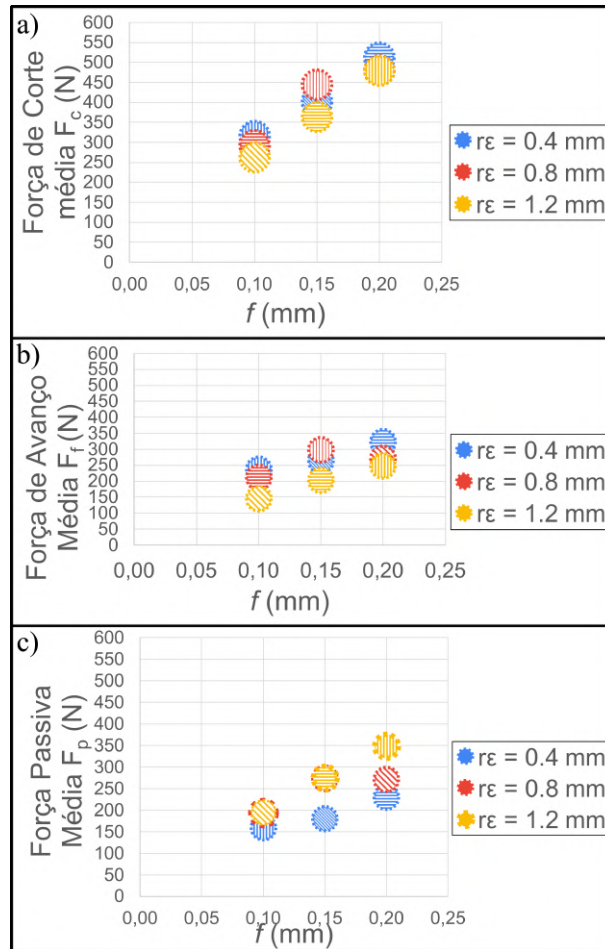 a)
Força de Corte
média F_c (N)
600
550
500
450
400
350
300
250
200
150
100
50
0
0,00 0,05 0,10 0,15 0,20 0,25
f (mm)
rε = 0.4 mm
rε = 0.8 mm
rε = 1.2 mm
b)
Força de Avanço
Média F_f (N)
600
550
500
450
400
350
300
250
200
150
100
50
0
0,00 0,05 0,10 0,15 0,20 0,25
f (mm)
rε = 0.4 mm
rε = 0.8 mm
rε = 1.2 mm
c)
Força Passiva
Média F_p (N)
600
550
500
450
400
350
300
250
200
150
100
50
0
0,00 0,05 0,10 0,15 0,20 0,25
f (mm)
rε = 0.4 mm
rε = 0.8 mm
rε = 1.2 mm